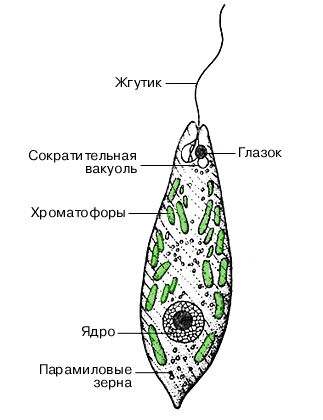 Жгутик
Сократительная
вакуоль
Глазок
Хроматофоры
Ядро
Парамиловые
зерна